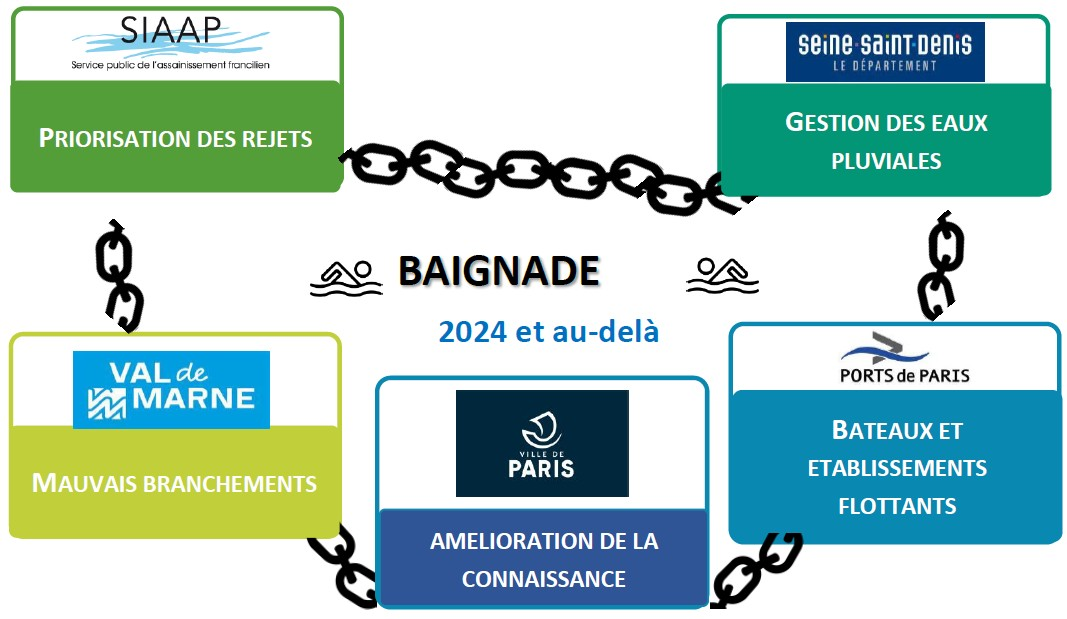 SIAAP
Service public de l'assainissement francilien
PRIORISATION DES REJETS
SEINE-SAINT-DENIS
LE DÉPARTEMENT
GESTION DES EAUX
PLUVIALES
BAIGNADE
2024 et au-delà
VAL de
MARNE
MAUVAIS BRANCHEMENTS
VILLE DE
PARIS
AMELIORATION DE LA
CONNAISSANCE
PORTS de PARIS
BATEAUX ET
ETABLISSEMENTS
FLOTTANTS